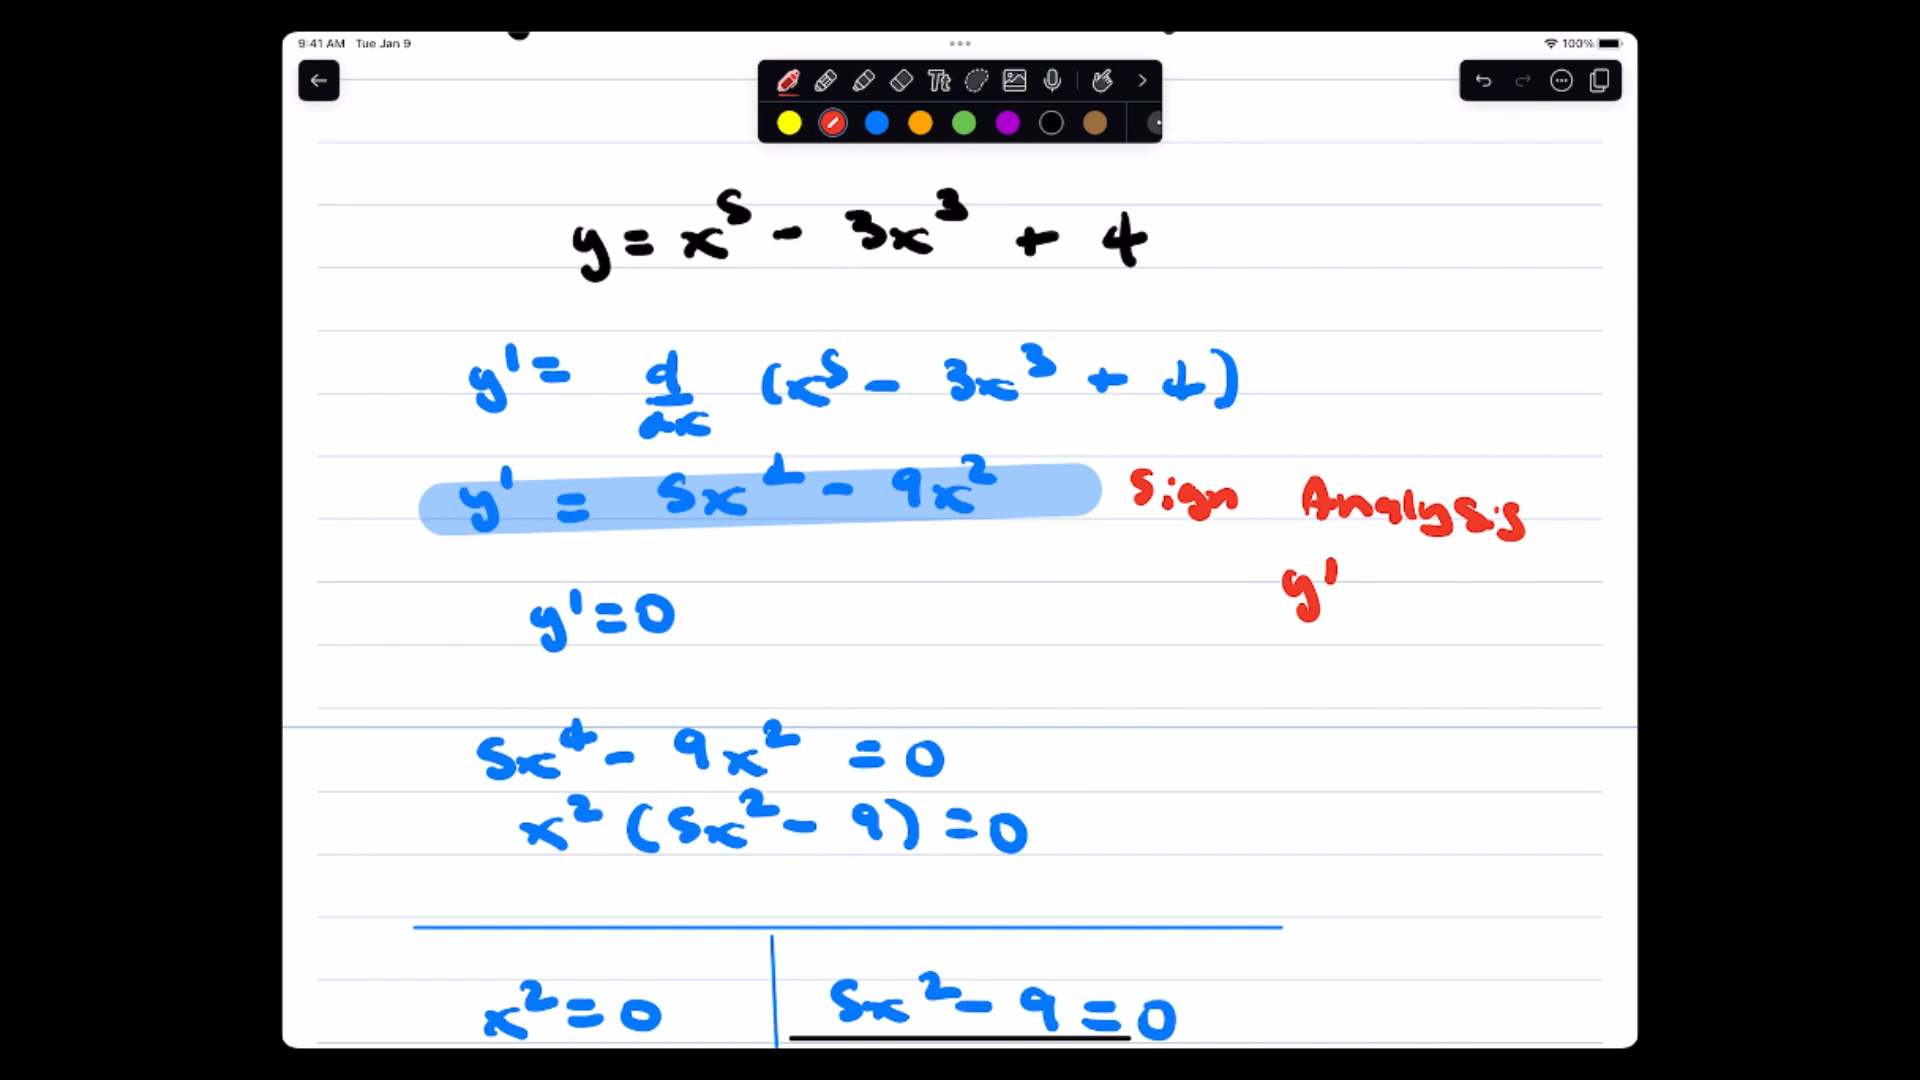 9:41 AM Tue Jan 9
100%
Tt
y = x⁵ - 3x³ + 4
y' = d/dx (x⁵ - 3x³ + 4)
y' = 5x⁴ - 9x² Sign Analysis
y'
y' = 0
5x⁴ - 9x² = 0
x² (5x² - 9) = 0
x² = 0 5x² - 9 = 0